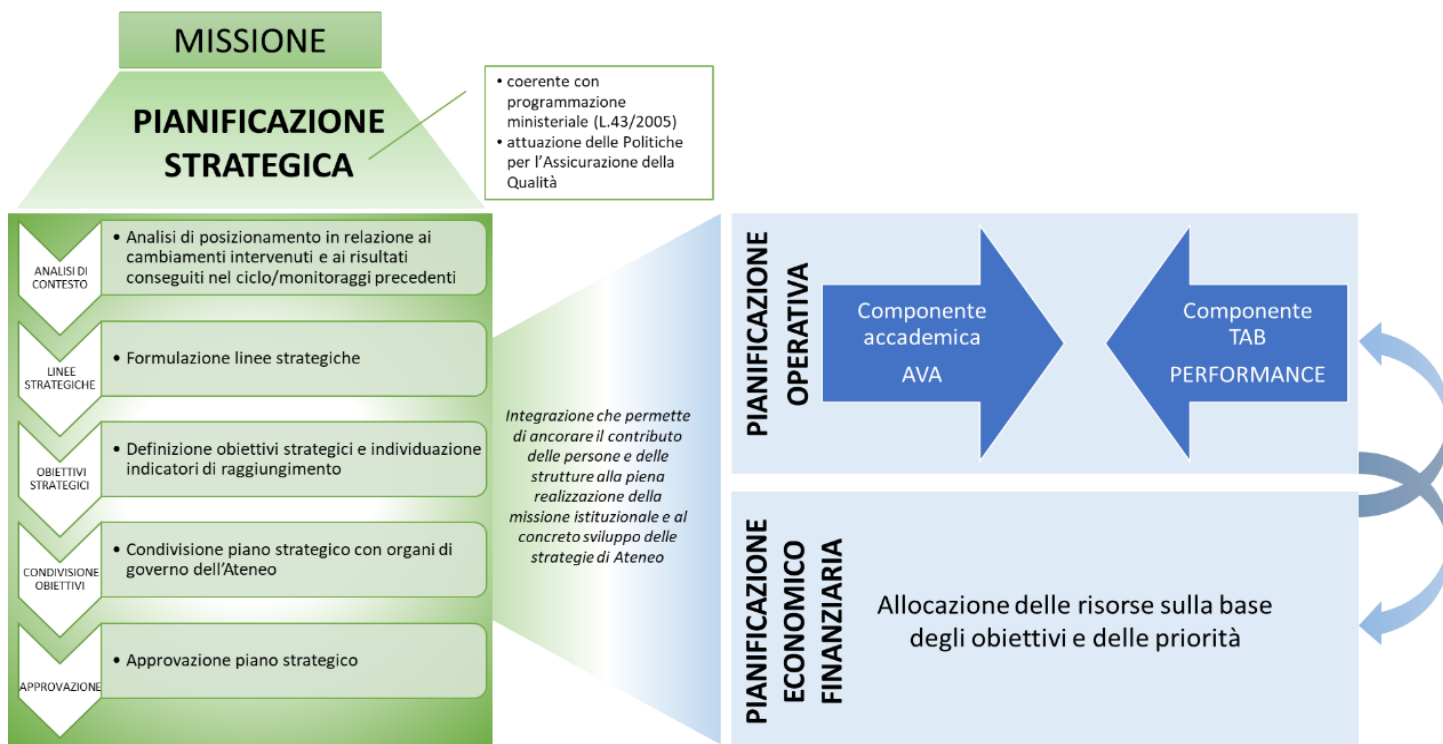 MISSIONE
PIANIFICAZIONE
STRATEGICA
• coerente con
programmazione
ministeriale (L.43/2005)
• attuazione delle Politiche
per l'Assicurazione della
Qualità
ANALISI DI
CONTESTO
• Analisi di posizionamento in relazione ai
cambiamenti intervenuti e ai risultati
conseguiti nel ciclo/monitoraggi precedenti
LINEE
STRATEGICHE
• Formulazione linee strategiche
OBIETTIVI
STRATEGICI
• Definizione obiettivi strategici e individuazione
indicatori di raggiungimento
CONDIVISIONE
OBIETTIVI
• Condivisione piano strategico con organi di
governo dell'Ateneo
APPROVAZIONE
• Approvazione piano strategico
Integrazione che permette
di ancorare il contributo
delle persone e delle
strutture alla piena
realizzazione della
missione istituzionale e al
concreto sviluppo delle
strategie di Ateneo
PIANIFICAZIONE
OPERATIVA
Componente
accademica
AVA
Componente
TAB
PERFORMANCE
PIANIFICAZIONE
ECONOMICO
FINANZIARIA
Allocazione delle risorse sulla base
degli obiettivi e delle priorità